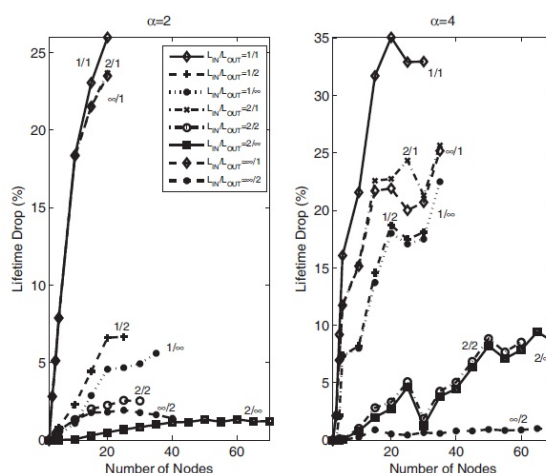 α=2
α=4
25
20
15
10
5
0
Lifetime Drop (%)
1/1
2/1
∞/1
L_IN/L_OUT=1/1
L_IN/L_OUT=1/2
L_IN/L_OUT=1/∞
L_IN/L_OUT=2/1
L_IN/L_OUT=2/2
L_IN/L_OUT=2/∞
L_IN/L_OUT=∞/1
L_IN/L_OUT=∞/2
1/2
1/∞
2/2
∞/2
2/∞
0 20 40 60
Number of Nodes
35
30
25
20
15
10
5
0
Lifetime Drop (%)
1/1
2/1
∞/1
1/2
1/∞
2/2
∞/2
0 20 40 60
Number of Nodes